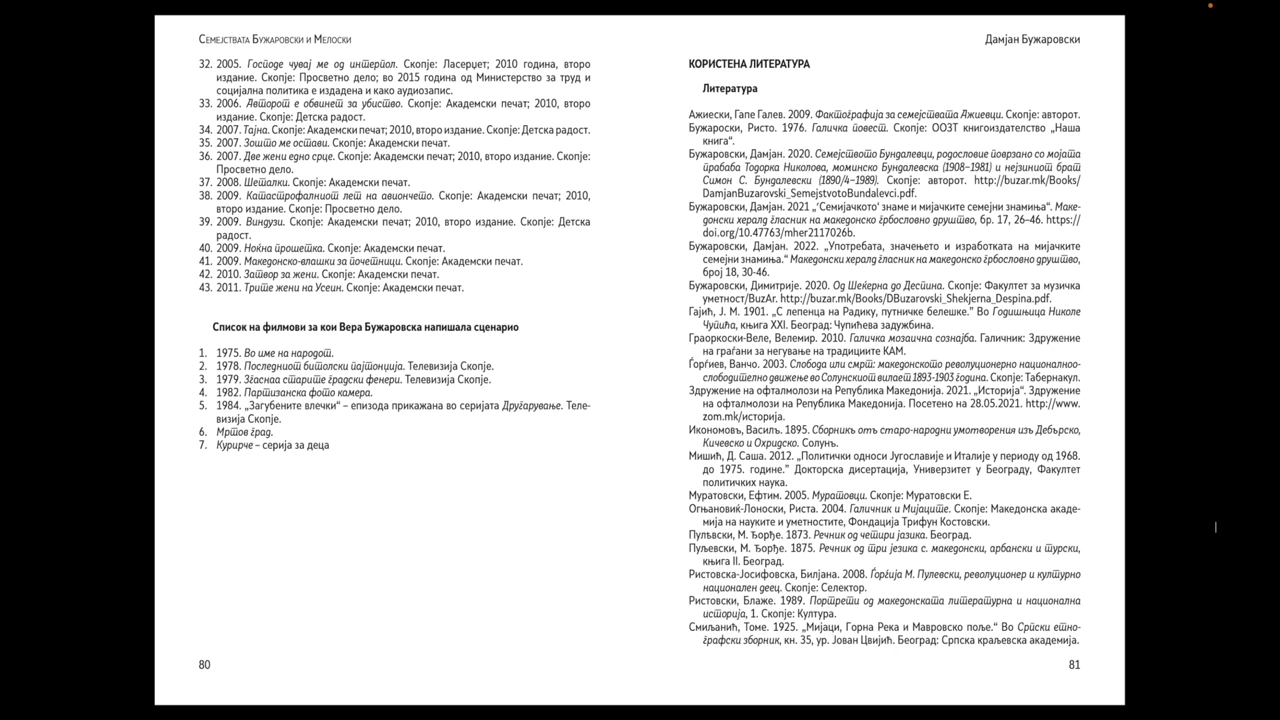 Семејствата Бужаровски и Мелоски
32. 2005. Господе чувај ме од интерпол. Скопје: Ласерџет; 2010 година, второ
издание. Скопје: Просветно дело; во 2015 година од Министерство за труд и
социјална политика е издадена и како аудиозапис.
33. 2006. Авторот е обвинет за убиство. Скопје: Академски печат; 2010, второ
издание. Скопје: Детска радост.
34. 2007. Тајна. Скопје: Академски печат; 2010, второ издание. Скопје: Детска радост.
35. 2007. Зошто ме остави. Скопје: Академски печат.
36. 2007. Две жени едно срце. Скопје: Академски печат; 2010, второ издание. Скопје:
Просветно дело.
37. 2008. Шеталки. Скопје: Академски печат.
38. 2009. Катастрофалниот лет на авиончето. Скопје: Академски печат; 2010,
второ издание. Скопје: Просветно дело.
39. 2009. Виндузи. Скопје: Академски печат; 2010, второ издание. Скопје: Детска
радост.
40. 2009. Ноќна прошетка. Скопје: Академски печат.
41. 2009. Македонско-влашки за почетници. Скопје: Академски печат.
42. 2010. Затвор за жени. Скопје: Академски печат.
43. 2011. Трите жени на Усеин. Скопје: Академски печат.
Список на филмови за кои Вера Бужаровска напишала сценарио
1. 1975. Во име на народот.
2. 1978. Последниот битолски пајтонџија. Телевизија Скопје.
3. 1979. Згаснаа старите градски фенери. Телевизија Скопје.
4. 1982. Партизанска фото камера.
5. 1984. „Загубените влечки“ – епизода прикажана во серијата Другарување. Теле-
визија Скопје.
6. Мртов град.
7. Куририче – серија за деца
80
Дамјан Бужаровски
КОРИСТЕНА ЛИТЕРАТУРА
Литература
Ажиески, Гапе Галев. 2009. Фактографија за семејствата Ажиевци. Скопје: авторот.
Бужароски, Ристо. 1976. Галичка повест. Скопје: ООЗТ книгоиздателство „Наша
книга“.
Бужаровски, Дамјан. 2020. Семејството Бундалевци, родословие поврзано со мојата
прабаба Тодорка Николова, моминско Бундалевска (1908–1981) и нејзиниот брат
Симон С. Бундалевски (1890/4–1989). Скопје: авторот. http://buzar.mk/Books/
DamjanBuzarovski_SemejstvotoBundalevci.pdf.
Бужаровски, Дамјан. 2021 „‘Семијачкото‘ знаме и мијачките семејни знамиња“. Маке-
донски хералд гласник на македонско грбословно друштво, бр. 17, 26–46. https://
doi.org/10.47763/mher2117026b.
Бужаровски, Дамјан. 2022. „Употребата, значењето и изработката на мијачките
семејни знамиња.“ Македонски хералд гласник на македонско грбословно друштво,
број 18, 30-46.
Бужаровски, Димитрије. 2020. Од Шеќерна до Деспина. Скопје: Факултет за музичка
уметност/BuzAr. http://buzar.mk/Books/DBuzarovski_Shekjerna_Despina.pdf.
Гајић, Ј. М. 1901. „С лепенца на Радику, путничке белешке.” Во Годишњица Николе
Чупића, књига XXI. Београд: Чупићева задужбина.
Граоркоски-Веле, Велемир. 2010. Галичка мозаична сознајба. Галичник: Здружение
на граѓани за негување на традициите КАМ.
Ѓорѓиев, Ванчо. 2003. Слобода или смрт: македонското револуционерно националноо-
слободително движење во Солунскиот вилает 1893-1903 година. Скопје: Табернакул.
Здружение на офталмолози на Република Македонија. 2021. „Историја“. Здружение
на офталмолози на Република Македонија. Посетено на 28.05.2021. http://www.
zom.mk/историја.
Икономовъ, Василъ. 1895. Сборникъ отъ старо-народни умотворения изъ Дебърско,
Кичевско и Охридско. Солунъ.
Мишић, Д. Саша. 2012. „Политички односи Југославије и Италије у периоду од 1968.
до 1975. године.” Докторска дисертација, Универзитет у Београду, Факултет
политичких наука.
Муратовски, Ефтим. 2005. Муратовци. Скопје: Муратовски Е.
Огњановиќ-Лоноски, Риста. 2004. Галичник и Мијаците. Скопје: Македонска акаде-
мија на науките и уметностите, Фондација Трифун Костовски.
Пуљвски, М. Ђорђе. 1873. Речник од четири јазика. Београд.
Пуљевски, М. Ђорђе. 1875. Речник од три језика с. македонски, арбански и турски,
књига II. Београд.
Ристовска-Јосифовска, Билјана. 2008. Ѓорѓија М. Пулевски, револуционер и културно
национален деец. Скопје: Селектор.
Ристовски, Блаже. 1989. Портрети од македонската литературна и национална
историја, 1. Скопје: Култура.
Смиљанић, Томе. 1925. „Мијаци, Горна Река и Мавровско поље.“ Во Српски етно-
графски зборник, кн. 35, ур. Јован Цвијић. Београд: Српска краљевска академија.
81